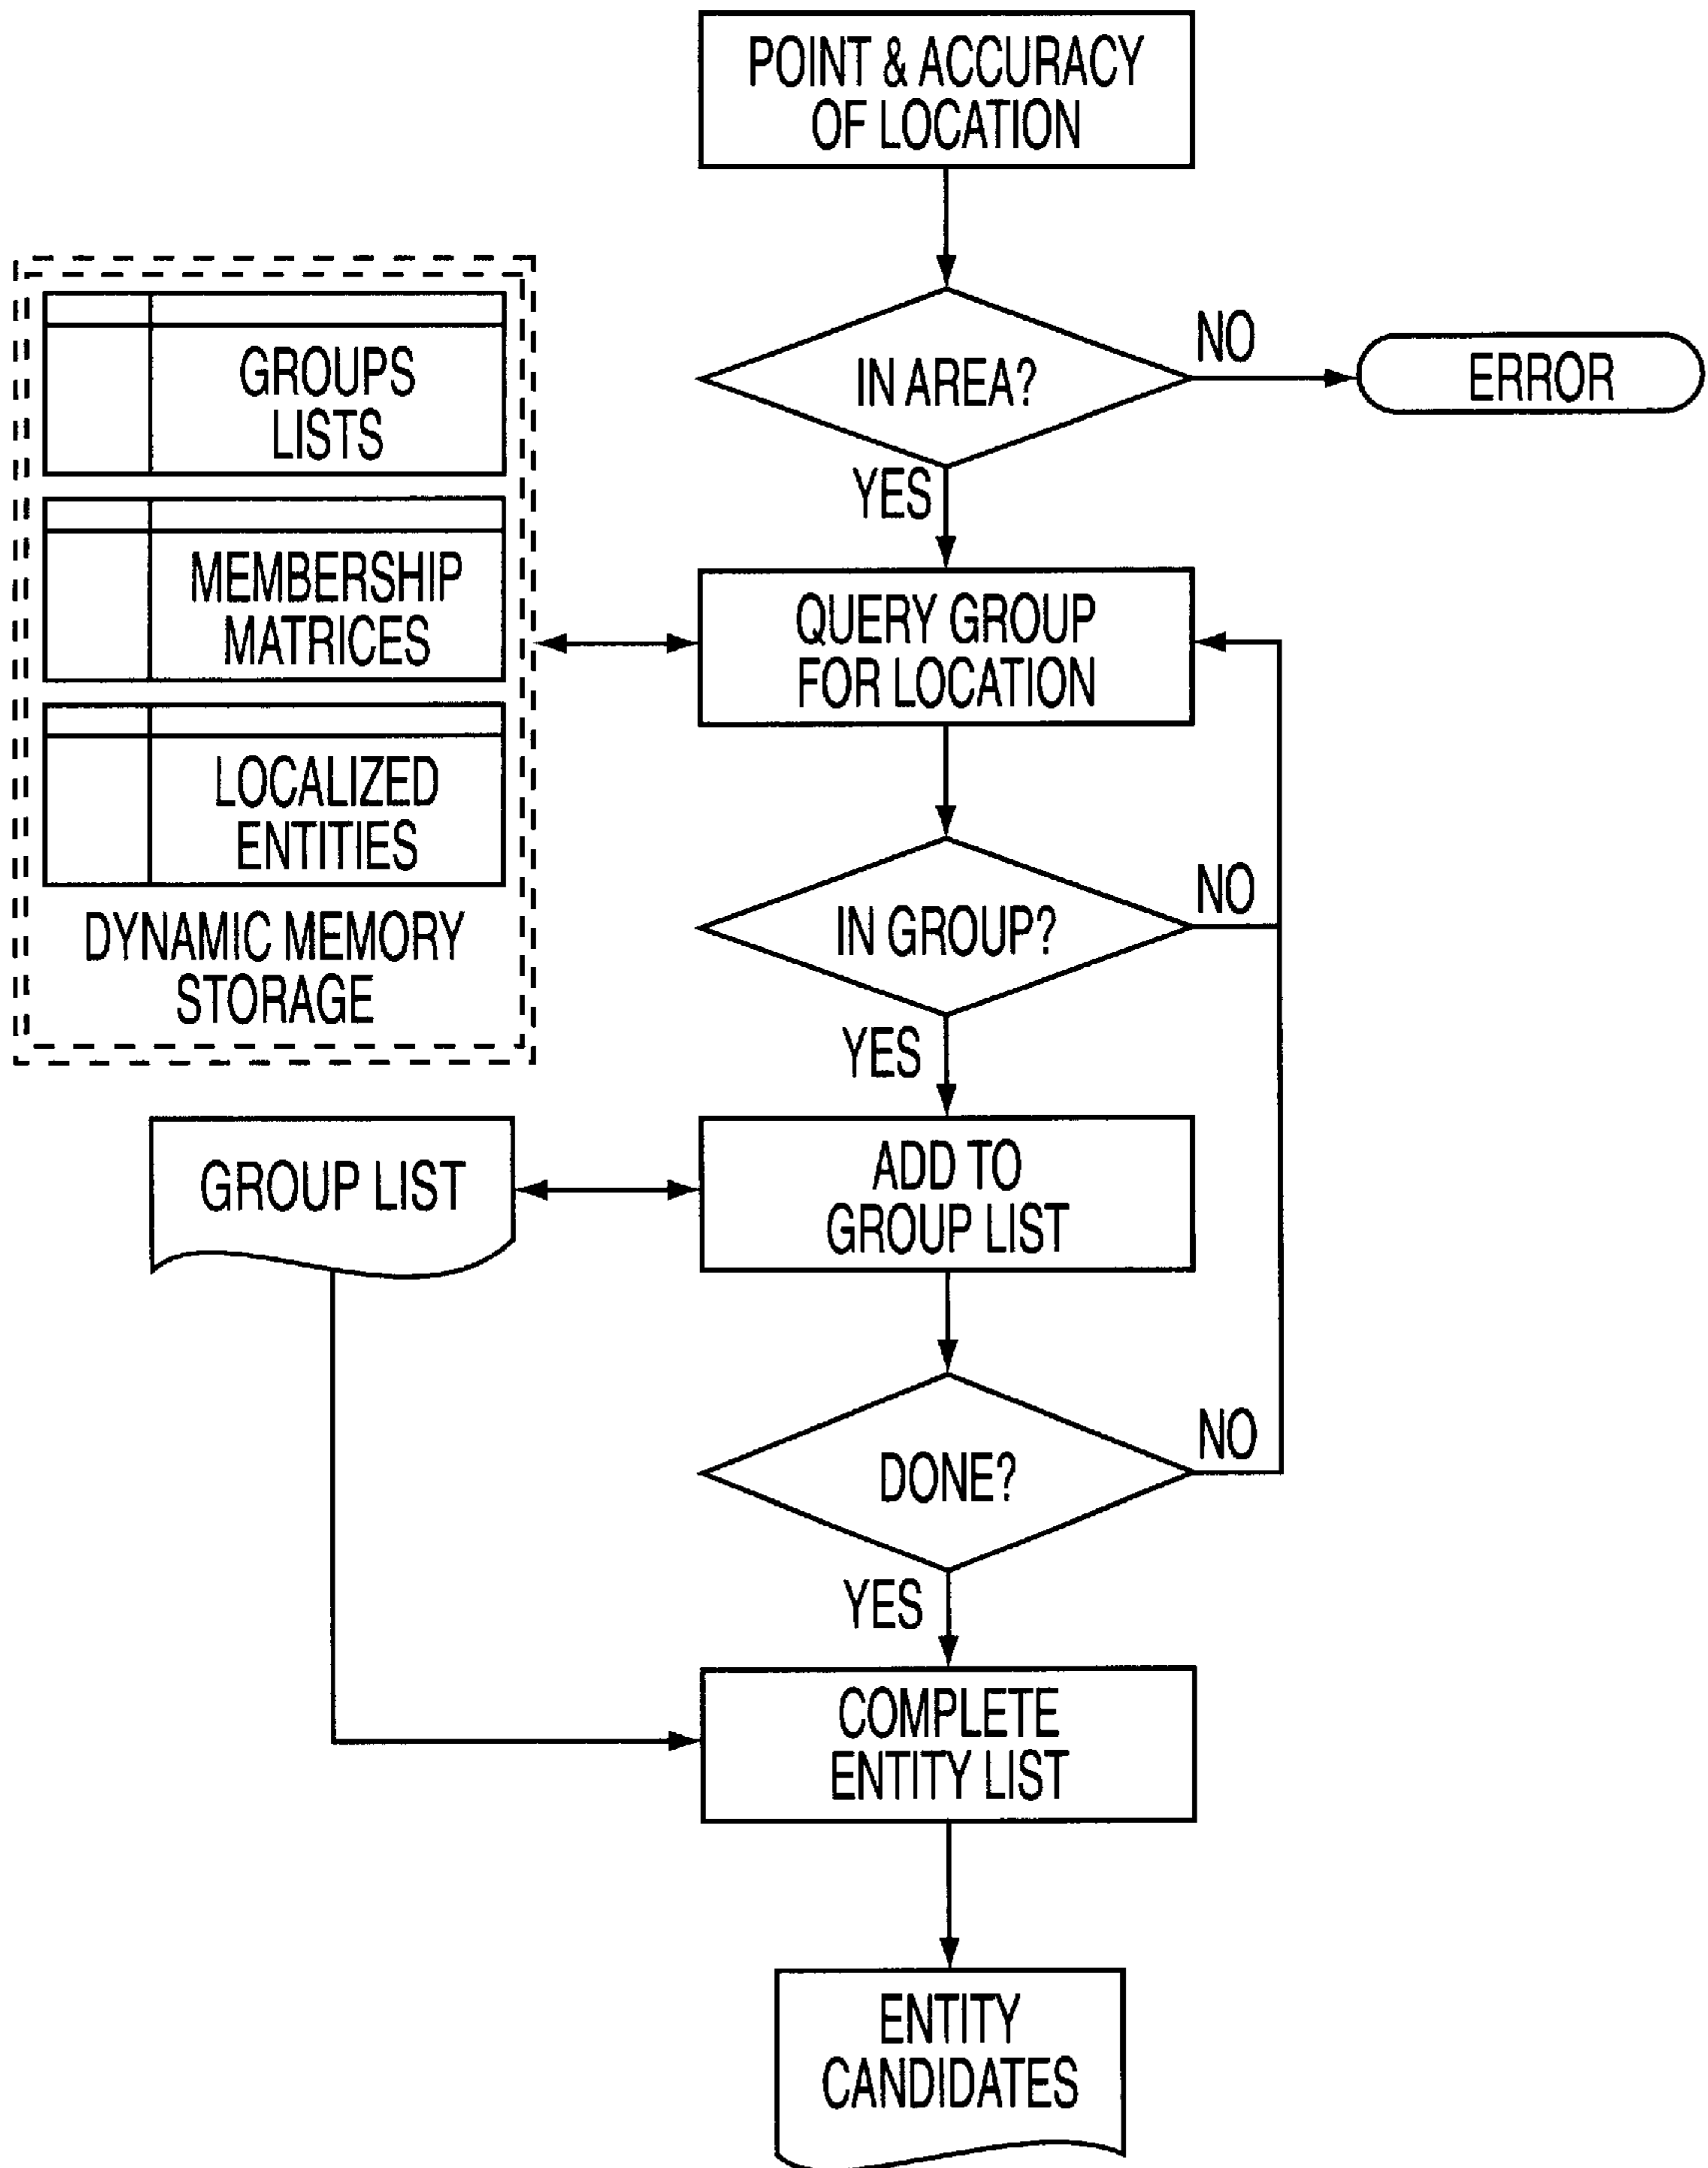 POINT & ACCURACY
OF LOCATION
IN AREA?
NO
ERROR
YES
GROUPS
LISTS
MEMBERSHIP
MATRICES
LOCALIZED
ENTITIES
DYNAMIC MEMORY
STORAGE
QUERY GROUP
FOR LOCATION
IN GROUP?
NO
YES
GROUP LIST
ADD TO
GROUP LIST
DONE?
NO
YES
COMPLETE
ENTITY LIST
ENTITY
CANDIDATES